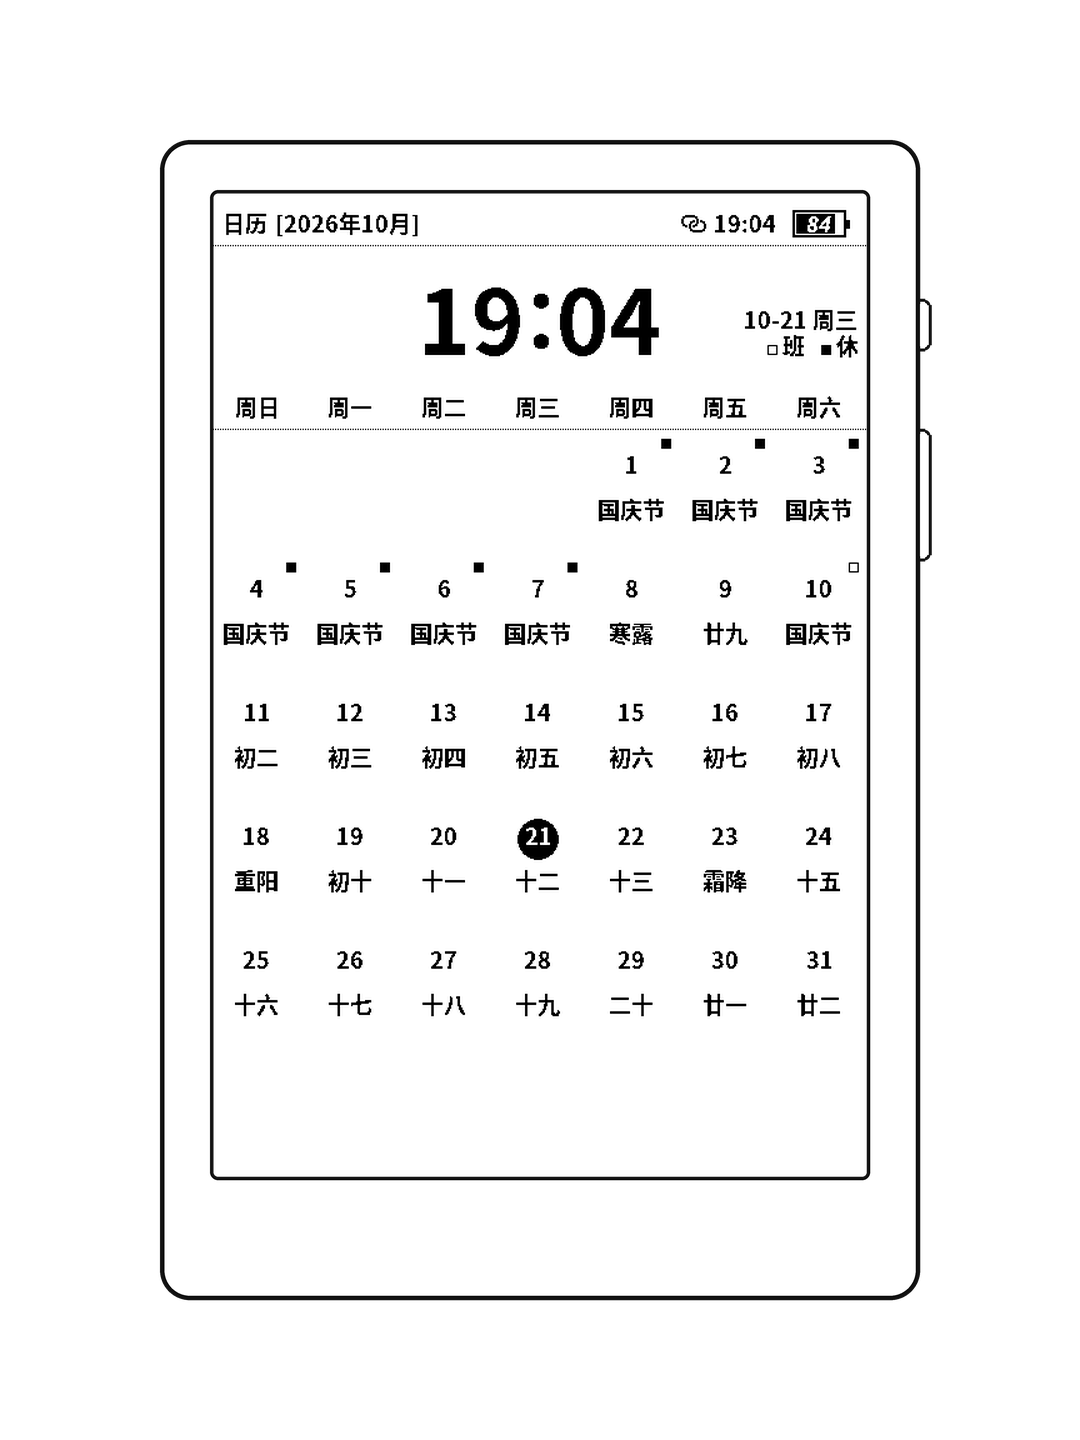 日历 [2026年10月] 19:04 84
19:04
10-21 周三
□班 ■休
周日 周一 周二 周三 周四 周五 周六
1 2 3
国庆节 国庆节 国庆节
4 5 6 7 8 9 10
国庆节 国庆节 国庆节 国庆节 寒露 廿九 国庆节
11 12 13 14 15 16 17
初二 初三 初四 初五 初六 初七 初八
18 19 20 21 22 23 24
重阳 初十 十一 十二 十三 霜降 十五
25 26 27 28 29 30 31
十六 十七 十八 十九 二十 廿一 廿二